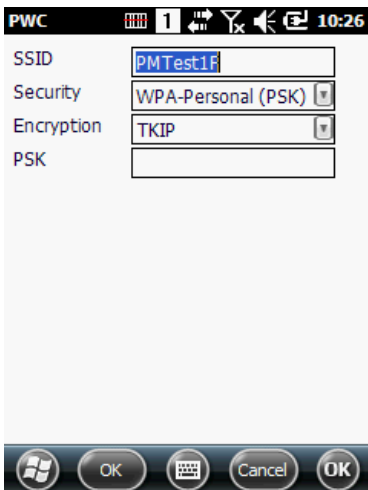 PWC 1 10:26
SSID PMTest1F
Security WPA-Personal (PSK)
Encryption TKIP
PSK
OK Cancel OK